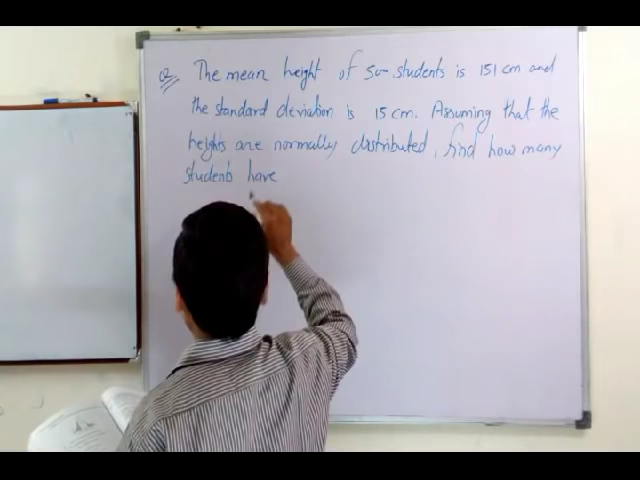 Q. The mean height of 50 students is 151 cm and
the standard deviation is 15 cm. Assuming that the
heights are normally distributed, find how many
students have